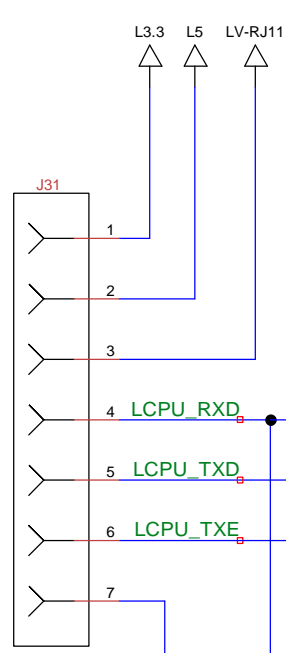 L3.3 L5 LV-RJ11
J31
1
2
3
4 LCPU_RXD
5 LCPU_TXD
6 LCPU_TXE
7